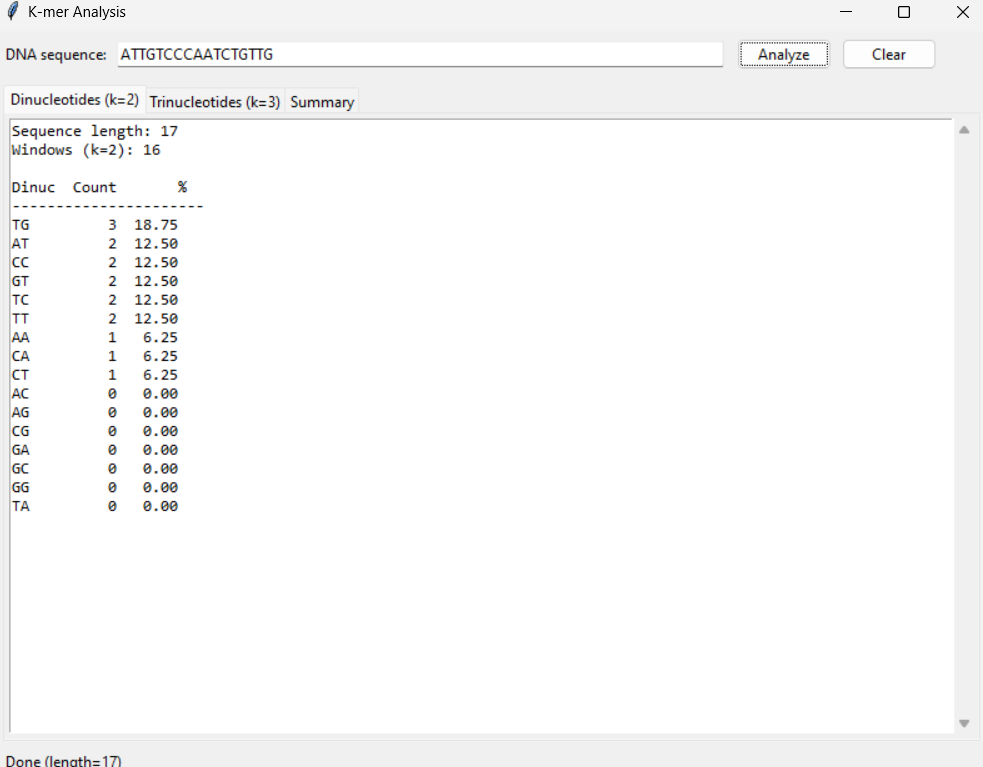 K-mer Analysis
DNA sequence: ATTGTCCCAATCTGTTG Analyze Clear
Dinucleotides (k=2) Trinucleotides (k=3) Summary
Sequence length: 17
Windows (k=2): 16
Dinuc Count %
----------------------
TG 3 18.75
AT 2 12.50
CC 2 12.50
GT 2 12.50
TC 2 12.50
TT 2 12.50
AA 1 6.25
CA 1 6.25
CT 1 6.25
AC 0 0.00
AG 0 0.00
CG 0 0.00
GA 0 0.00
GC 0 0.00
GG 0 0.00
TA 0 0.00
Done (length=17)